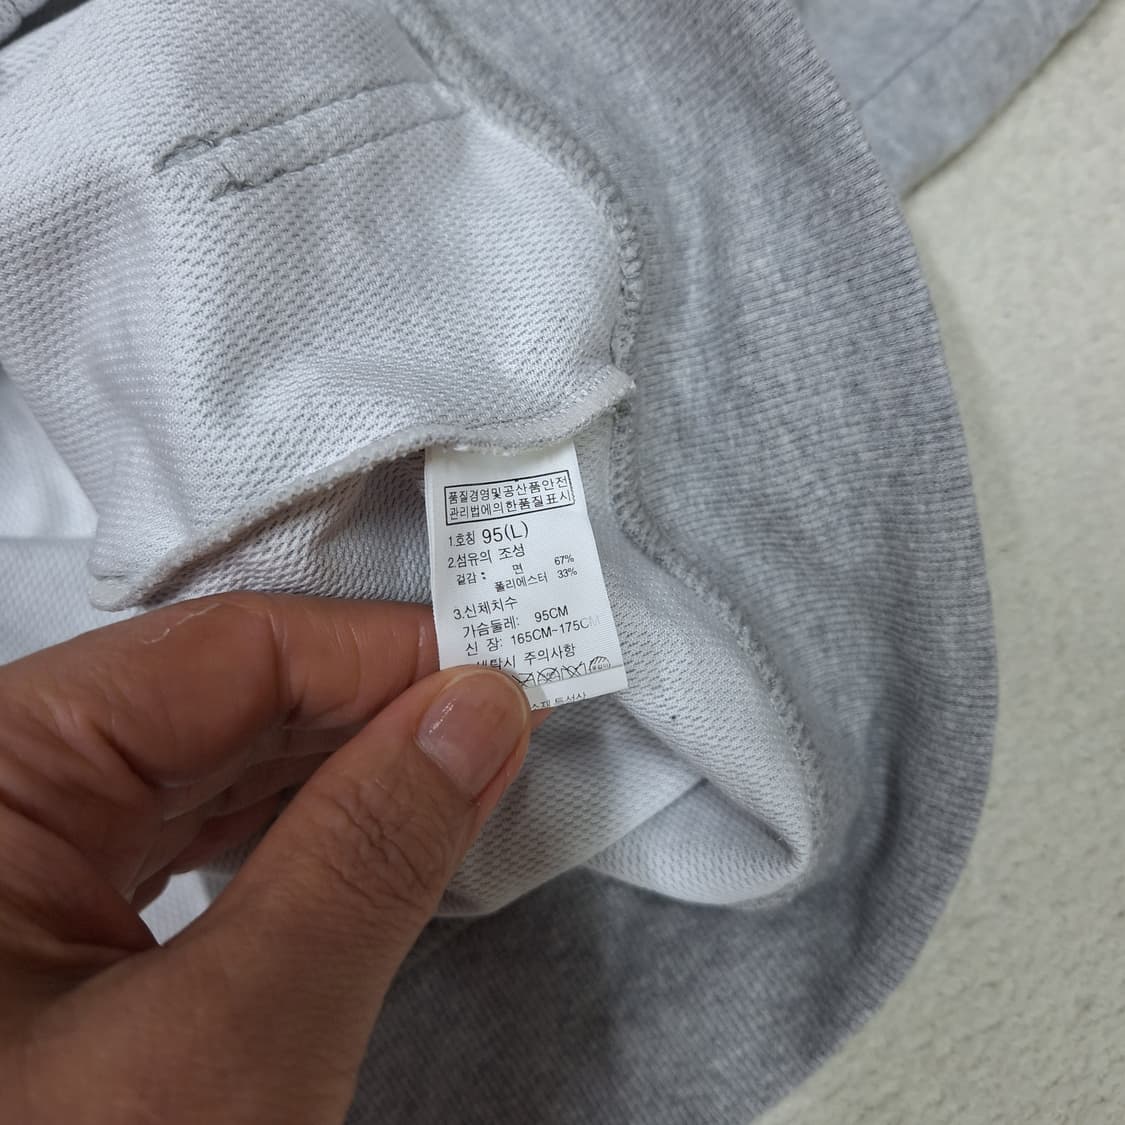 품질경영및공산품안전
관리법에의한품질표시
1.호칭 95(L)
2.섬유의 조성
겉감 : 면 67%
폴리에스터 33%
3.신체치수
가슴둘레: 95CM
신 장: 165CM~175CM
세탁시 주의사항